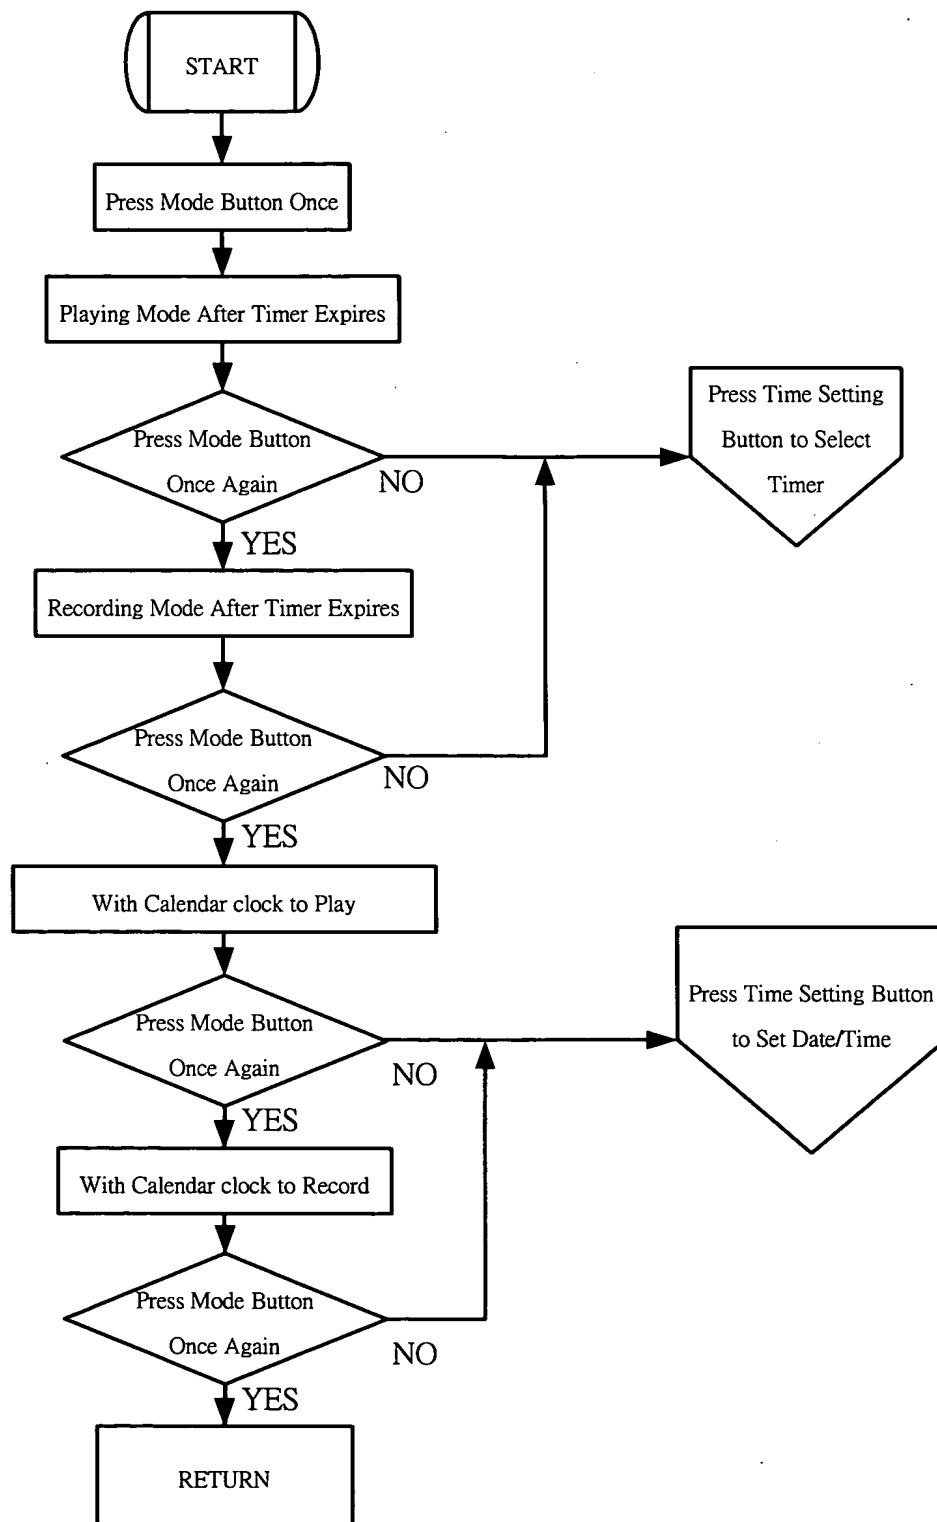 START
Press Mode Button Once
Playing Mode After Timer Expires
Press Mode Button
Once Again
NO
Press Time Setting
Button to Select
Timer
YES
Recording Mode After Timer Expires
Press Mode Button
Once Again
NO
YES
With Calendar clock to Play
Press Mode Button
Once Again
NO
Press Time Setting Button
to Set Date/Time
YES
With Calendar clock to Record
Press Mode Button
Once Again
NO
YES
RETURN